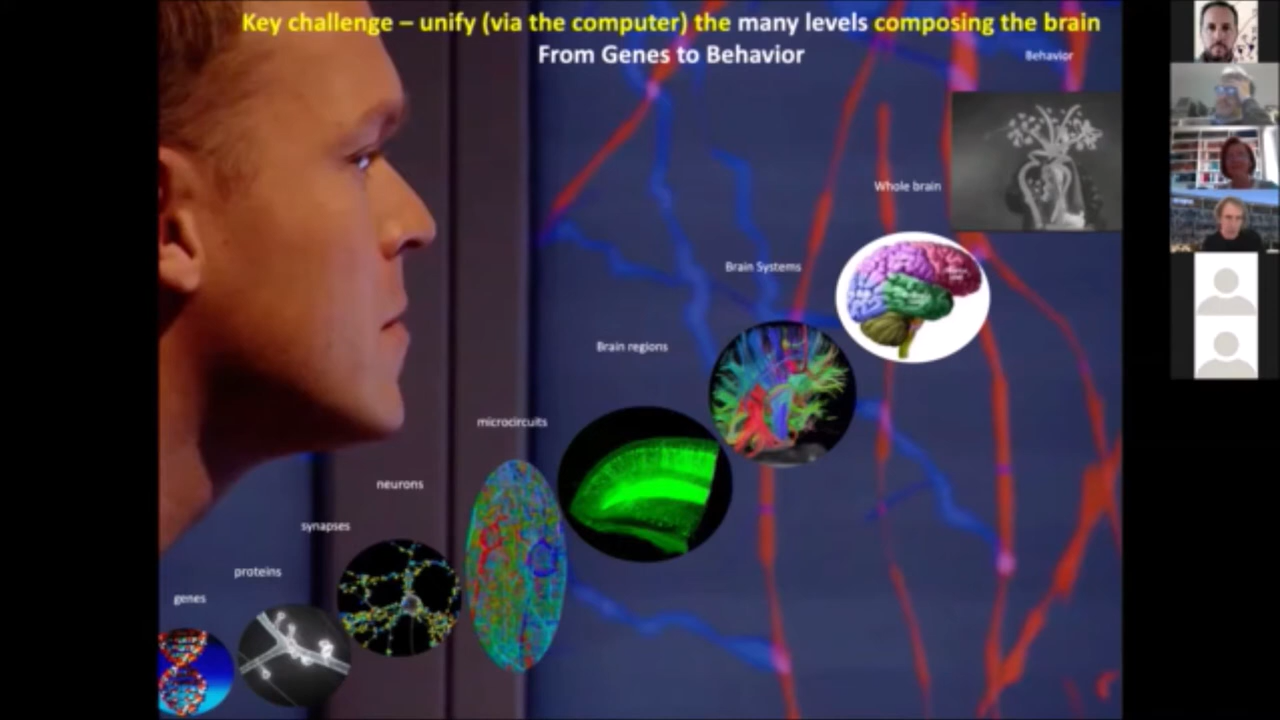 Key challenge – unify (via the computer) the many levels composing the brain
From Genes to Behavior
Behavior
Whole brain
Brain Systems
Brain regions
microcircuits
neurons
synapses
proteins
genes